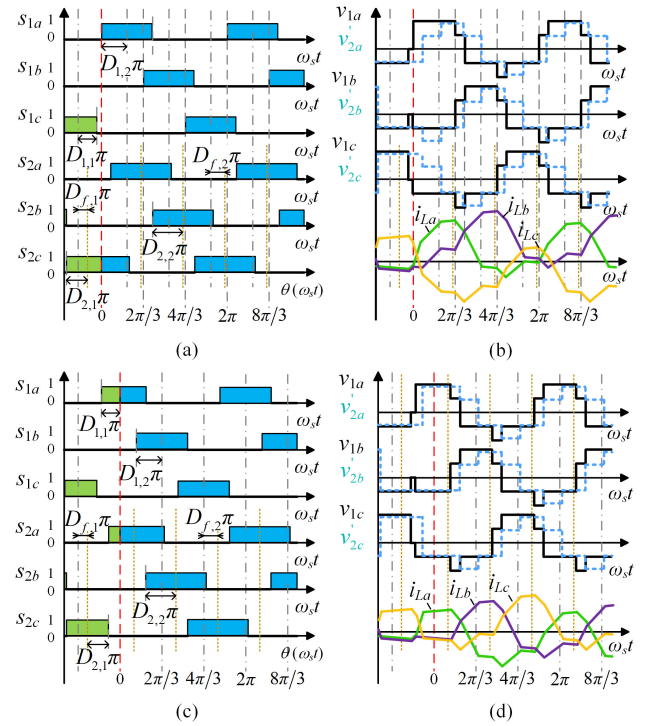 s1a 1 0 ωst
D1,2π
s1b 1 0 ωst
s1c 1 0 ωst
D1,1π
s2a 1 0 Df,2π ωst
Df,1π
s2b 1 0 ωst
D2,2π
s2c 1 0 θ(ωst)
D2,1π
0 2π/3 4π/3 2π 8π/3
(a)
v1a
v'2a ωst
v1b
v'2b ωst
v1c
v'2c ωst
iLa iLb iLc
ωst
0 2π/3 4π/3 2π 8π/3
(b)
s1a 1 0 ωst
D1,1π
s1b 1 0 ωst
D1,2π
s1c 1 0 ωst
Df,1π Df,2π
s2a 1 0 ωst
s2b 1 0 ωst
D2,2π
s2c 1 0 θ(ωst)
D2,1π
0 2π/3 4π/3 2π 8π/3
(c)
v1a
v'2a ωst
v1b
v'2b ωst
v1c
v'2c ωst
iLa iLb iLc
ωst
0 2π/3 4π/3 2π 8π/3
(d)